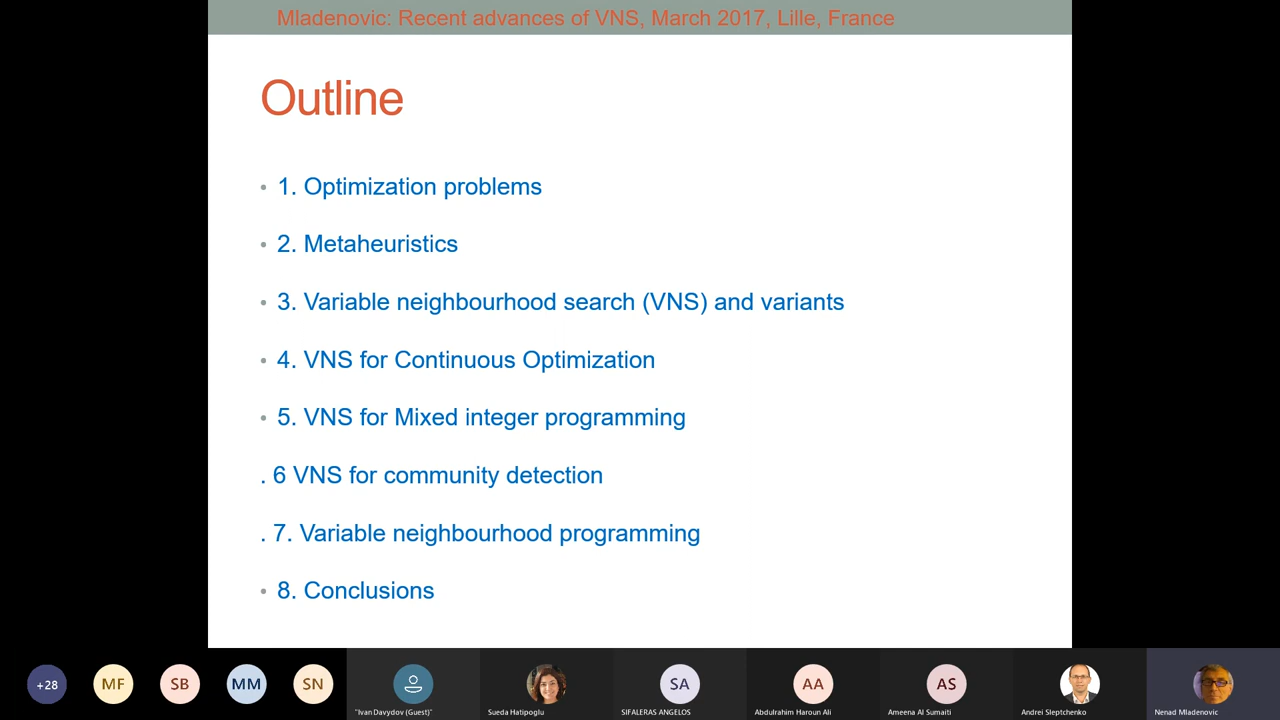 Mladenovic: Recent advances of VNS, March 2017, Lille, France
Outline
• 1. Optimization problems
• 2. Metaheuristics
• 3. Variable neighbourhood search (VNS) and variants
• 4. VNS for Continuous Optimization
• 5. VNS for Mixed integer programming
. 6 VNS for community detection
. 7. Variable neighbourhood programming
• 8. Conclusions
+28 MF SB MM SN SA AA AS
"Ivan Davydov (Guest)" Sueda Hatipoglu SIFALERAS ANGELOS Abdulrahim Haroun Ali Ameena Al Sumaiti Andrei Sleptchenko Nenad Mladenovic